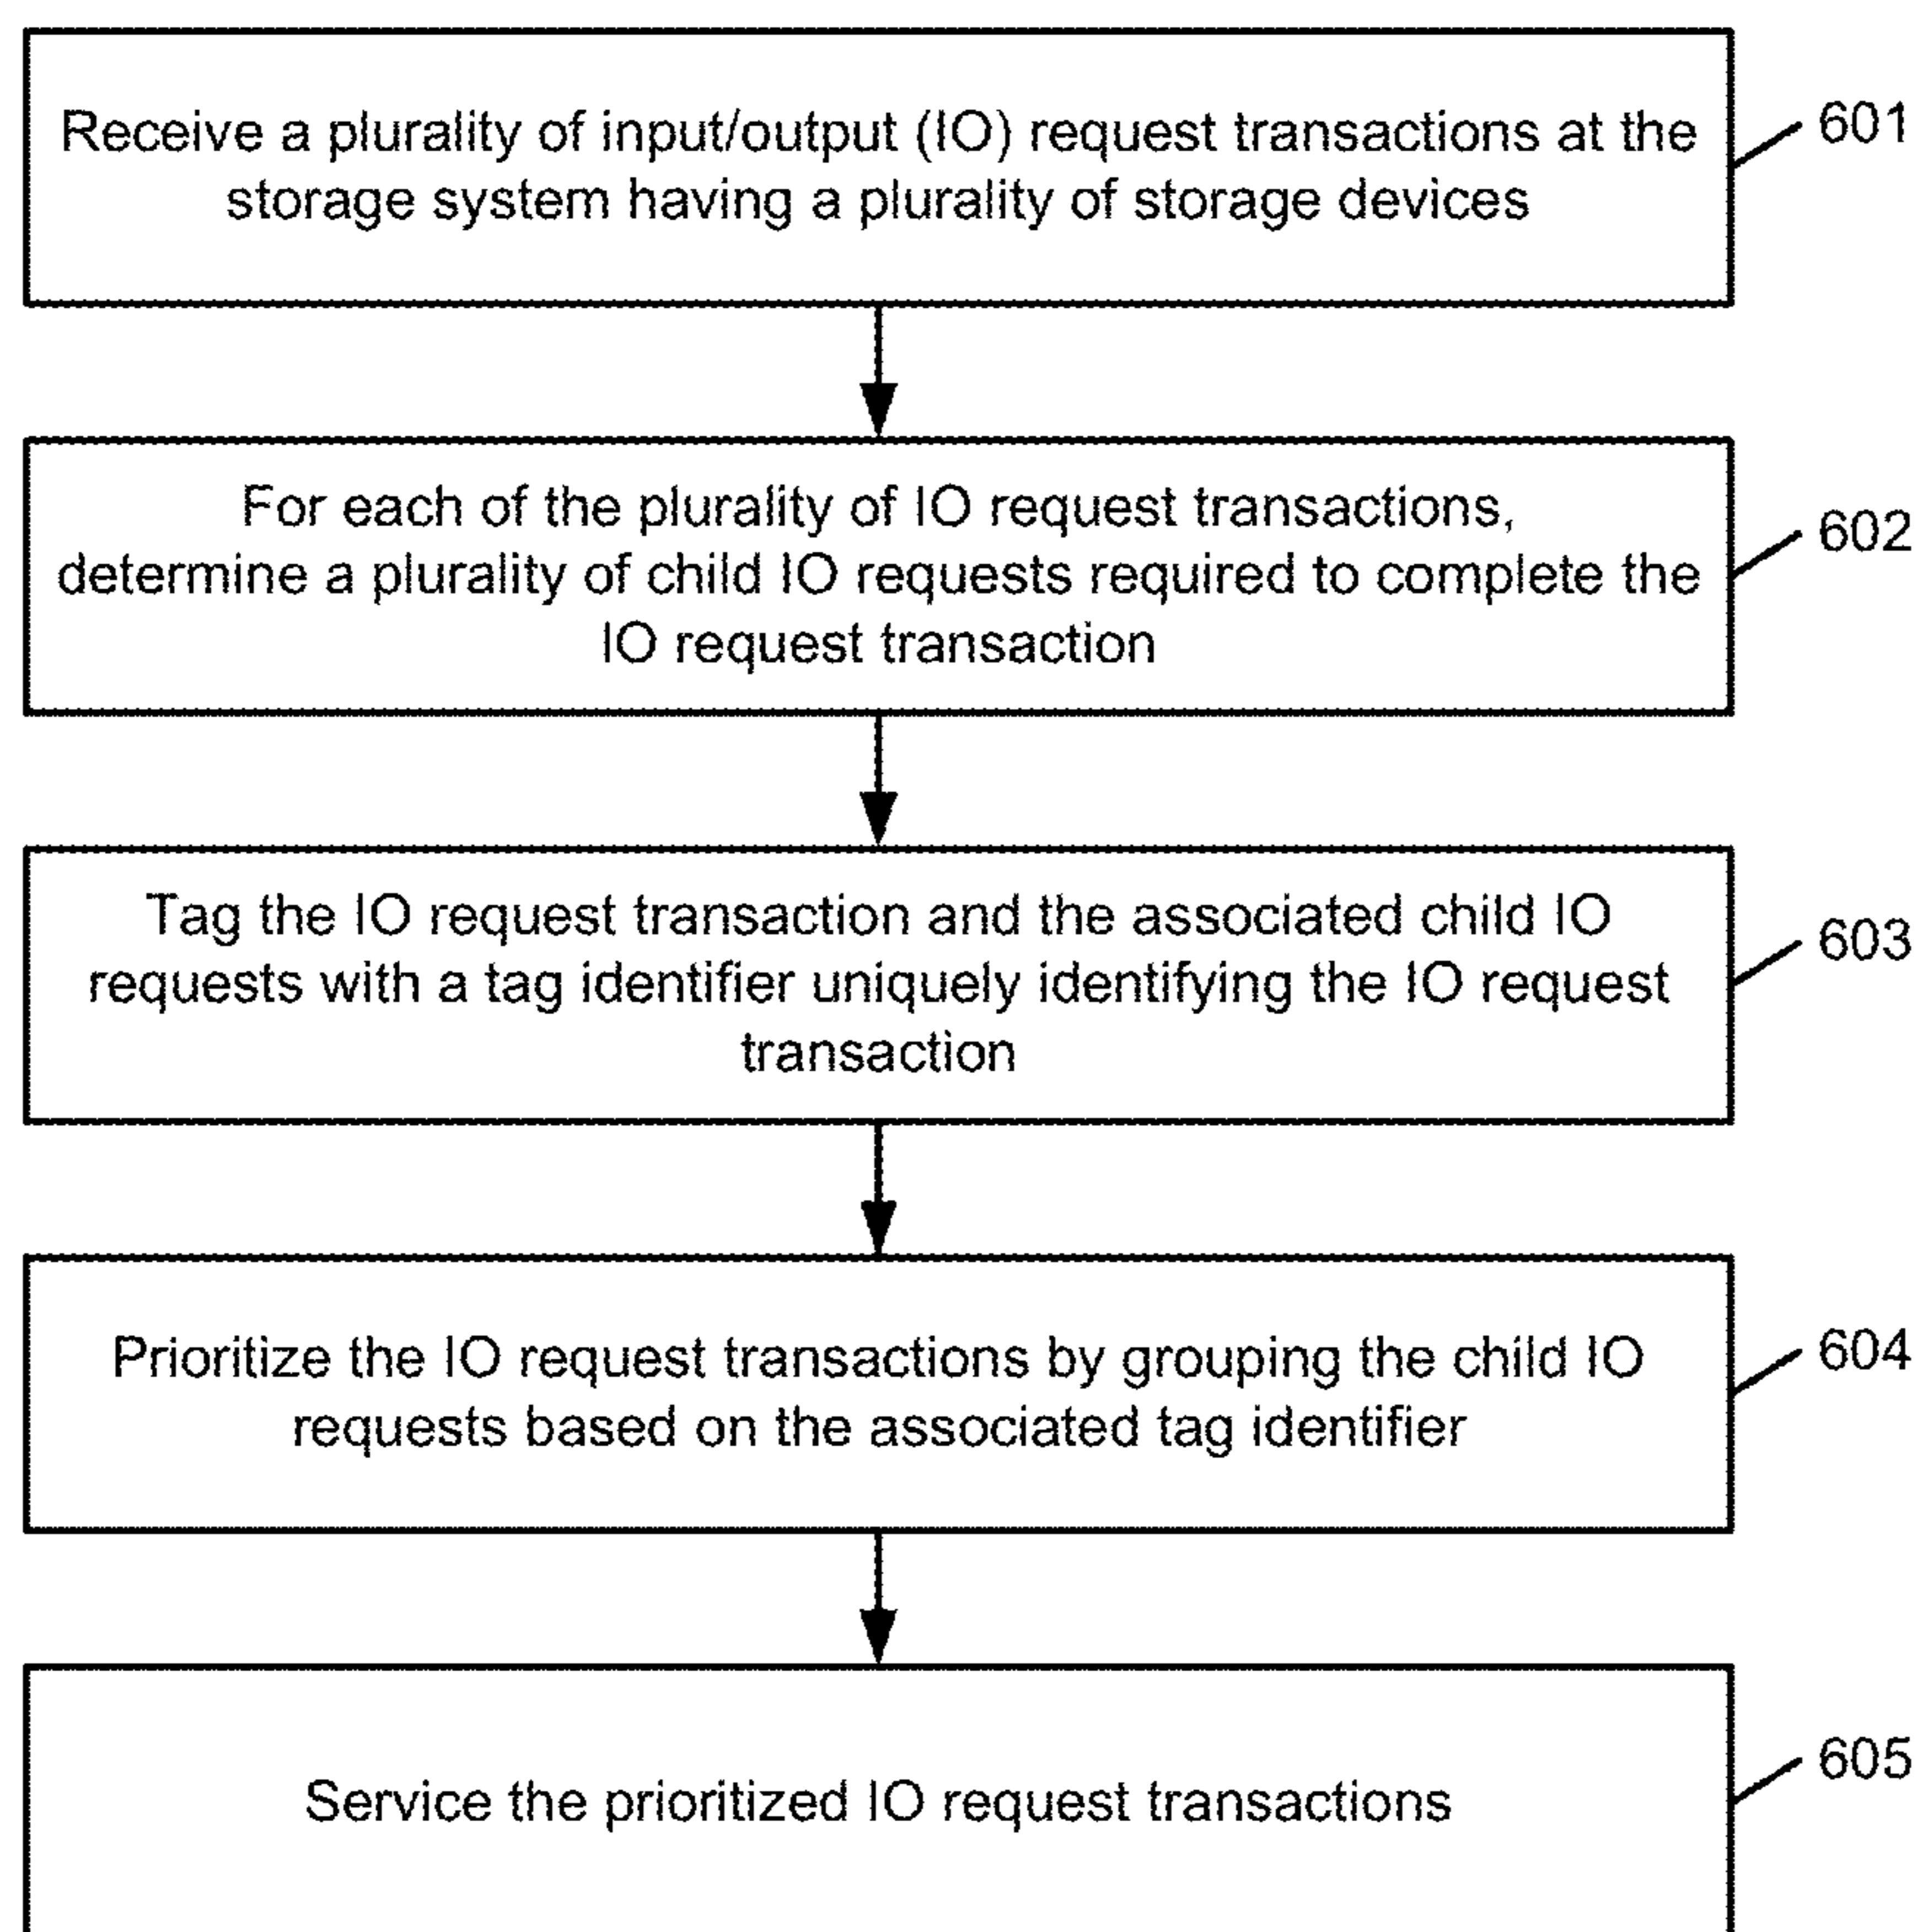 Receive a plurality of input/output (IO) request transactions at the
storage system having a plurality of storage devices
601
For each of the plurality of IO request transactions,
determine a plurality of child IO requests required to complete the
IO request transaction
602
Tag the IO request transaction and the associated child IO
requests with a tag identifier uniquely identifying the IO request
transaction
603
Prioritize the IO request transactions by grouping the child IO
requests based on the associated tag identifier
604
Service the prioritized IO request transactions
605